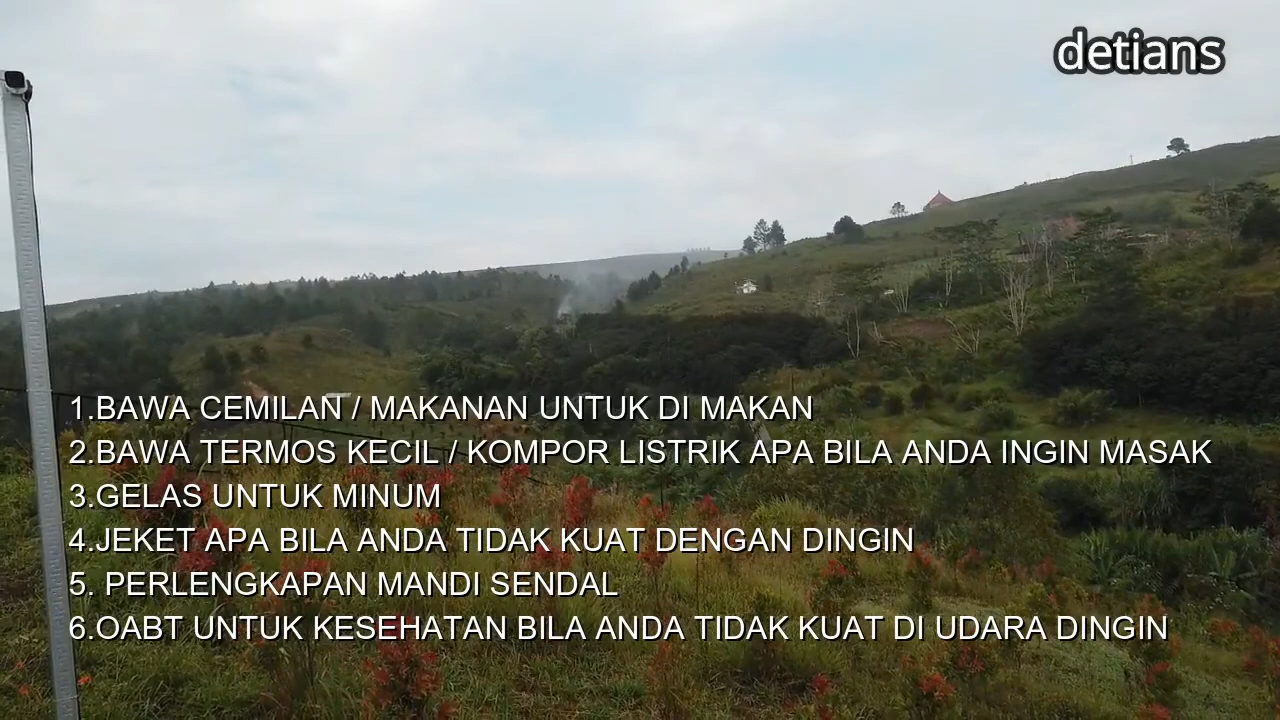 detians
1.BAWA CEMILAN / MAKANAN UNTUK DI MAKAN
2.BAWA TERMOS KECIL / KOMPOR LISTRIK APA BILA ANDA INGIN MASAK
3.GELAS UNTUK MINUM
4.JEKET APA BILA ANDA TIDAK KUAT DENGAN DINGIN
5. PERLENGKAPAN MANDI SENDAL
6.OABT UNTUK KESEHATAN BILA ANDA TIDAK KUAT DI UDARA DINGIN